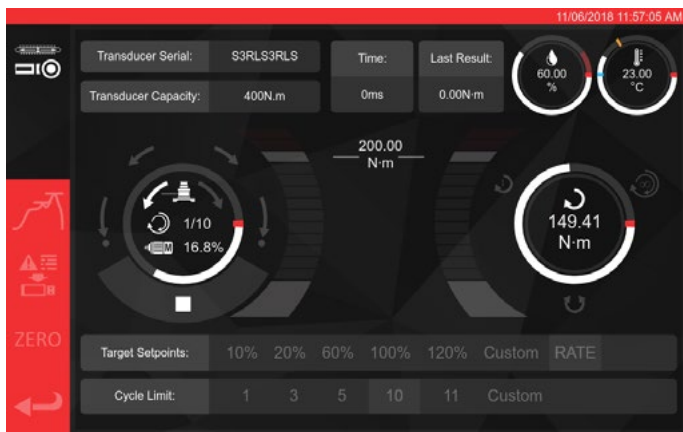 11/06/2018 11:57:05 AM
Transducer Serial: S3RLS3RLS
Time: Last Result:
Transducer Capacity: 400N.m
0ms 0.00N·m
60.00
%
23.00
°C
200.00
N·m
1/10
M 16.8%
149.41
N·m
90
ZERO
Target Setpoints: 10% 20% 60% 100% 120% Custom RATE
Cycle Limit: 1 3 5 10 11 Custom